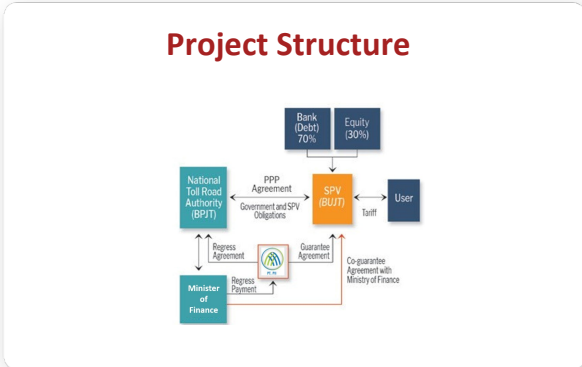 Project Structure
Bank
(Debt)
70%
Equity
(30%)
National
Toll Road
Authority
(BPJT)
PPP
Agreement
Government and SPV
Obligations
SPV
(BUJT)
Tariff
User
Regress
Agreement
Guarantee
Agreement
Co-guarantee
Agreement with
Ministry of Finance
Regress
Payment
Minister
of
Finance